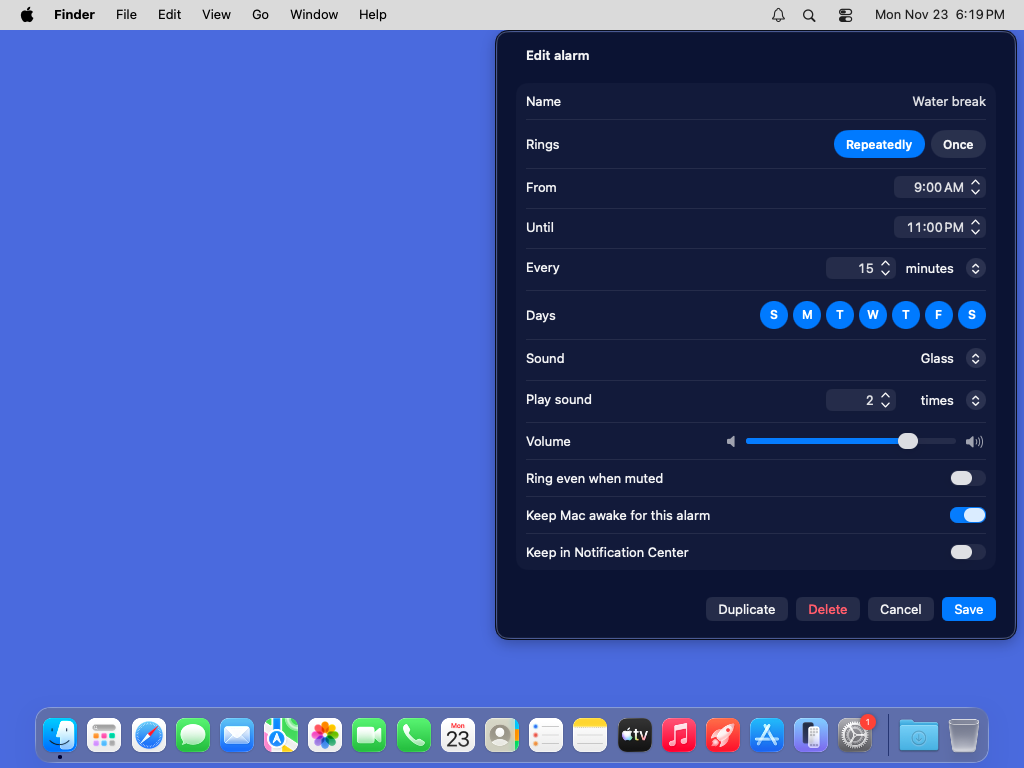 Finder File Edit View Go Window Help Mon Nov 23 6:19 PM
Edit alarm
Name Water break
Rings Repeatedly Once
From 9:00 AM
Until 11:00 PM
Every 15 minutes
Days S M T W T F S
Sound Glass
Play sound 2 times
Volume
Ring even when muted
Keep Mac awake for this alarm
Keep in Notification Center
Duplicate Delete Cancel Save
Mon
23
tv
1